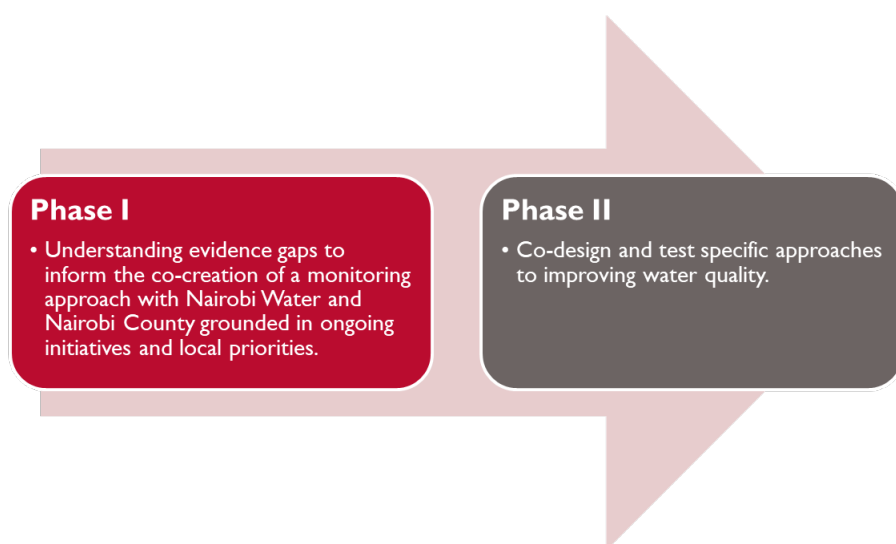 Phase I
• Understanding evidence gaps to
inform the co-creation of a monitoring
approach with Nairobi Water and
Nairobi County grounded in ongoing
initiatives and local priorities.
Phase II
• Co-design and test specific approaches
to improving water quality.